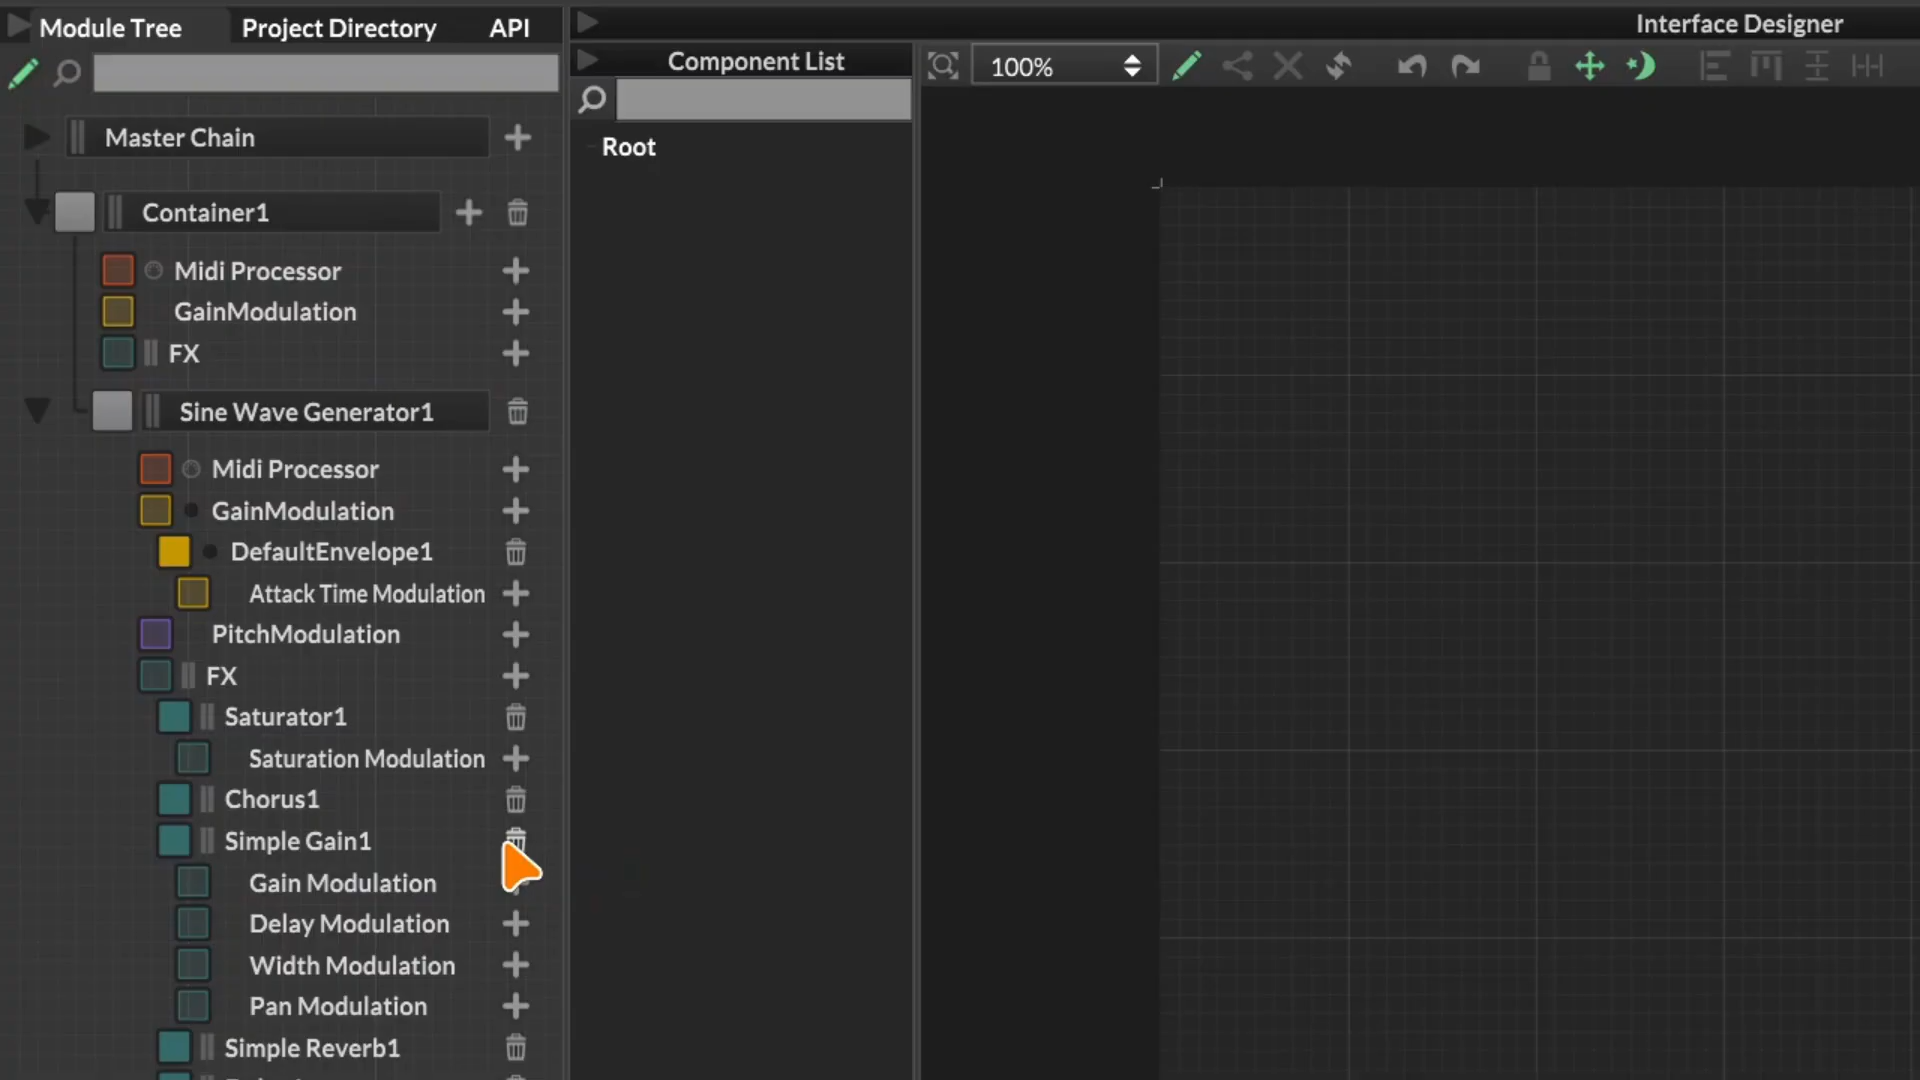 Module Tree
Project Directory
API
Interface Designer
Component List
100%
Root
Master Chain
Container1
Midi Processor
GainModulation
FX
Sine Wave Generator1
Midi Processor
GainModulation
DefaultEnvelope1
Attack Time Modulation
PitchModulation
FX
Saturator1
Saturation Modulation
Chorus1
Simple Gain1
Gain Modulation
Delay Modulation
Width Modulation
Pan Modulation
Simple Reverb1